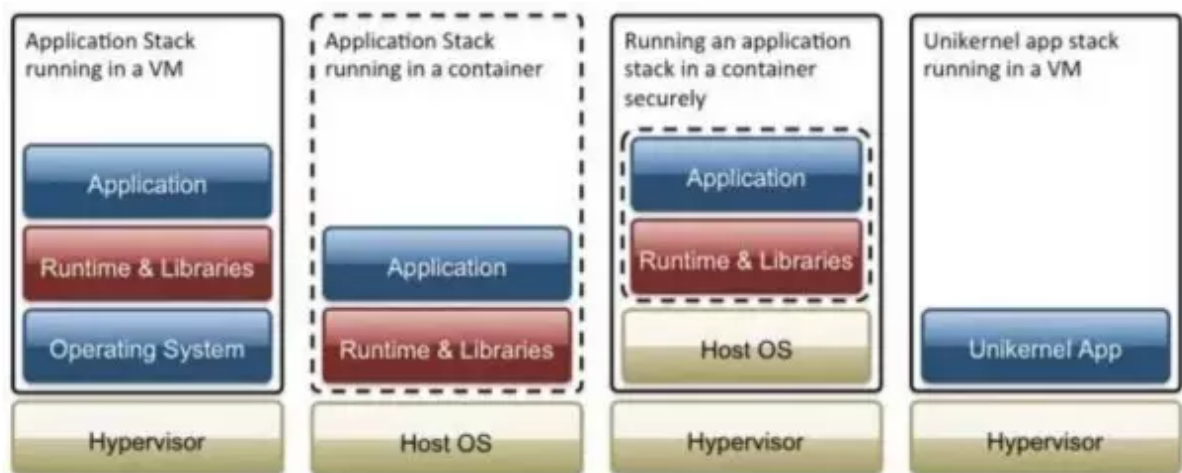 Application Stack
running in a VM
Application
Runtime & Libraries
Operating System
Hypervisor
Application Stack
running in a container
Application
Runtime & Libraries
Host OS
Running an application
stack in a container
securely
Application
Runtime & Libraries
Host OS
Hypervisor
Unikernel app stack
running in a VM
Unikernel App
Hypervisor